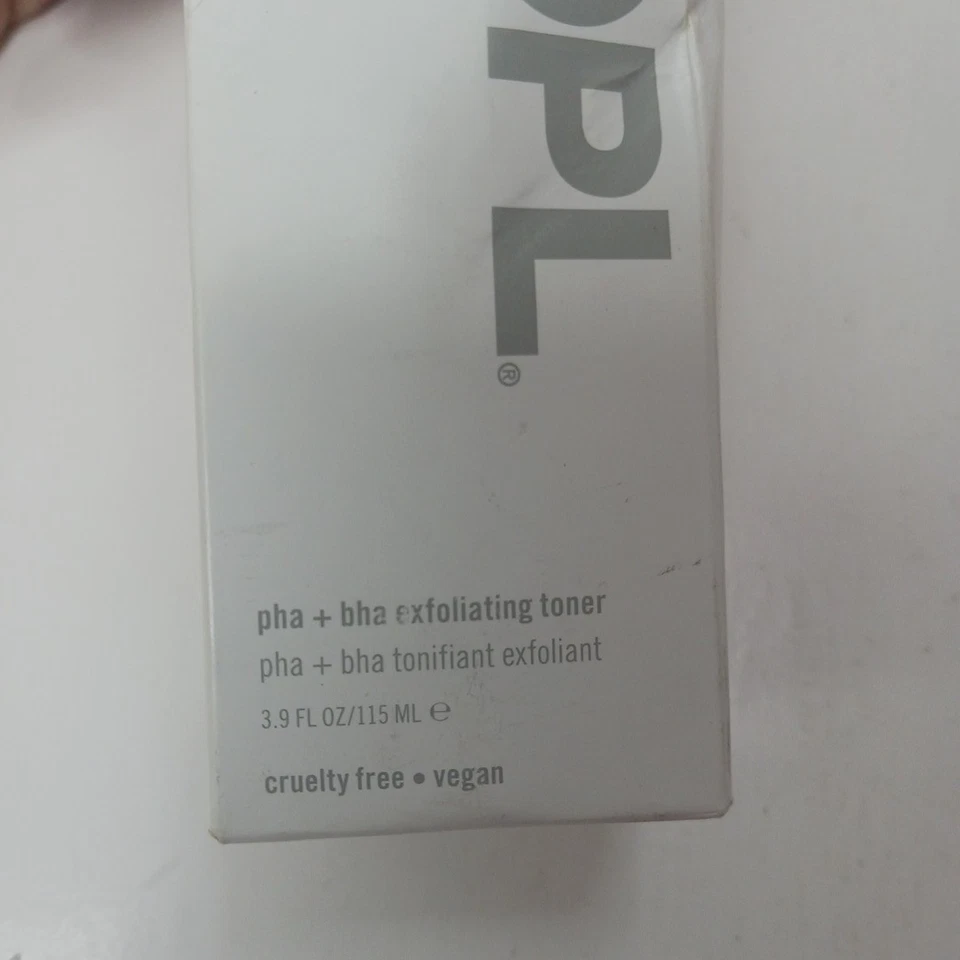 PL®
pha + bha exfoliating toner
pha + bha tonifiant exfoliant
3.9 FL OZ/115 ML ℮
cruelty free • vegan